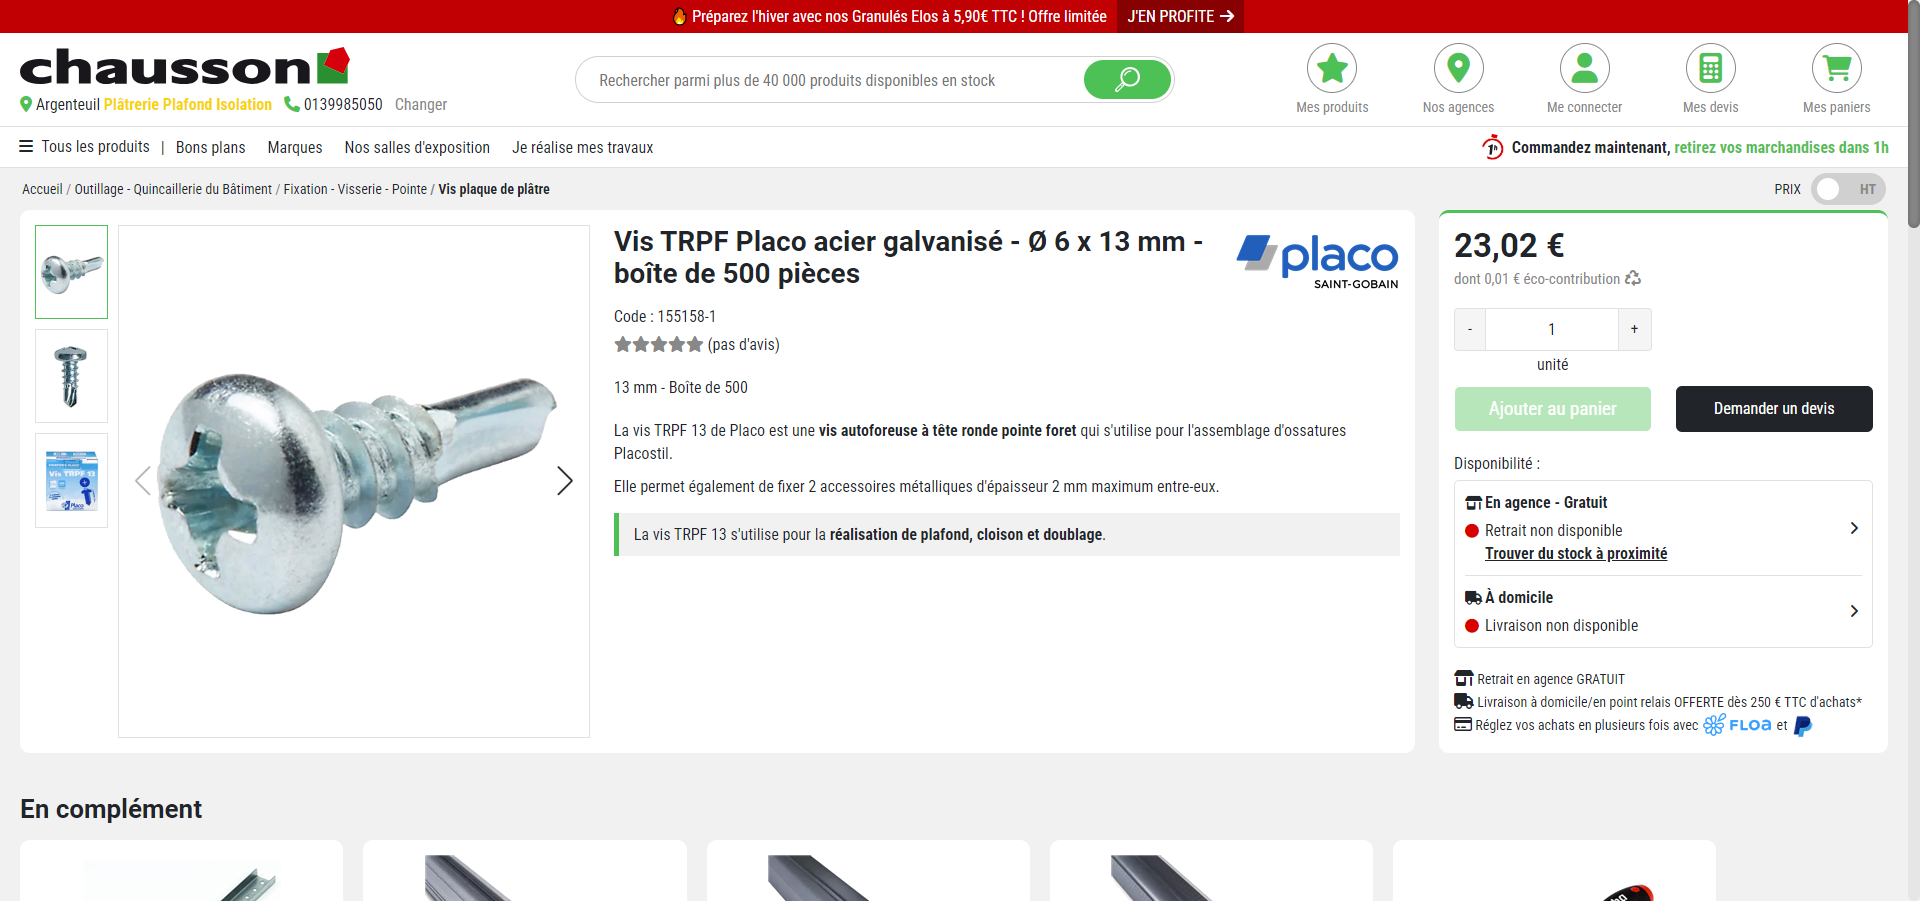 Préparez l'hiver avec nos Granulés Elos à 5,90€ TTC ! Offre limitée J'EN PROFITE
chausson
Argenteuil Plâtrerie Plafond Isolation 0139985050 Changer
Rechercher parmi plus de 40 000 produits disponibles en stock
Mes produits
Nos agences
Me connecter
Mes devis
Mes paniers
Tous les produits | Bons plans Marques Nos salles d'exposition Je réalise mes travaux
1h Commandez maintenant, retirez vos marchandises dans 1h
Accueil / Outillage - Quincaillerie du Bâtiment / Fixation - Visserie - Pointe / Vis plaque de plâtre
PRIX HT
Vis TRPF 13
Placo
Vis TRPF Placo acier galvanisé - Ø 6 x 13 mm -
boîte de 500 pièces
placo
SAINT-GOBAIN
Code : 155158-1
(pas d'avis)
13 mm - Boîte de 500
La vis TRPF 13 de Placo est une vis autoforeuse à tête ronde pointe foret qui s'utilise pour l'assemblage d'ossatures
Placostil.
Elle permet également de fixer 2 accessoires métalliques d'épaisseur 2 mm maximum entre-eux.
La vis TRPF 13 s'utilise pour la réalisation de plafond, cloison et doublage.
23,02 €
dont 0,01 € éco-contribution
- 1 +
unité
Ajouter au panier
Demander un devis
Disponibilité :
En agence - Gratuit
Retrait non disponible
Trouver du stock à proximité
À domicile
Livraison non disponible
Retrait en agence GRATUIT
Livraison à domicile/en point relais OFFERTE dès 250 € TTC d'achats*
Réglez vos achats en plusieurs fois avec FLOA et
En complément